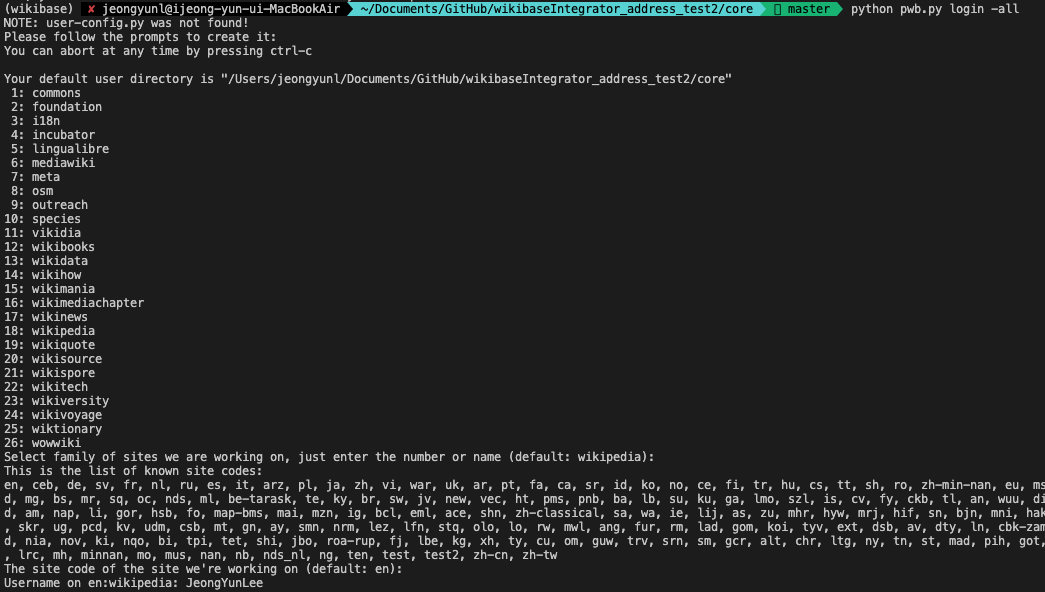 (wikibase) ✘ jeongyunl@ijeong-yun-ui-MacBookAir ~/Documents/GitHub/wikibaseIntegrator_address_test2/core master python pwb.py login -all
NOTE: user-config.py was not found!
Please follow the prompts to create it:
You can abort at any time by pressing ctrl-c
Your default user directory is "/Users/jeongyunl/Documents/GitHub/wikibaseIntegrator_address_test2/core"
1: commons
2: foundation
3: i18n
4: incubator
5: lingualibre
6: mediawiki
7: meta
8: osm
9: outreach
10: species
11: vikidia
12: wikibooks
13: wikidata
14: wikihow
15: wikimania
16: wikimediachapter
17: wikinews
18: wikipedia
19: wikiquote
20: wikisource
21: wikispore
22: wikitech
23: wikiversity
24: wikivoyage
25: wiktionary
26: wowwiki
Select family of sites we are working on, just enter the number or name (default: wikipedia):
This is the list of known site codes:
en, ceb, de, sv, fr, nl, ru, es, it, arz, pl, ja, zh, vi, war, uk, ar, pt, fa, ca, sr, id, ko, no, ce, fi, tr, hu, cs, tt, sh, ro, zh-min-nan, eu, ms
d, mg, bs, mr, sq, oc, nds, ml, be-tarask, te, ky, br, sw, jv, new, vec, ht, pms, pnb, ba, lb, su, ku, ga, lmo, szl, is, cv, fy, ckb, tl, an, wuu, di
d, am, nap, li, gor, hsb, fo, map-bms, mai, mzn, ig, bcl, eml, ace, shn, zh-classical, sa, wa, ie, lij, as, zu, mhr, hyw, mrj, hif, sn, bjn, mni, hak
, skr, ug, pcd, kv, udm, csb, mt, gn, ay, smn, nrm, lez, lfn, stq, olo, lo, rw, mwl, ang, fur, rm, lad, gom, koi, tyv, ext, dsb, av, dty, ln, cbk-zam
d, nia, nov, ki, nqo, bi, tpi, tet, shi, jbo, roa-rup, fj, lbe, kg, xh, ty, cu, om, guw, trv, srn, sm, gcr, alt, chr, ltg, ny, tn, st, mad, pih, got,
, lrc, mh, minnan, mo, mus, nan, nb, nds_nl, ng, ten, test, test2, zh-cn, zh-tw
The site code of the site we're working on (default: en):
Username on en:wikipedia: JeongYunLee